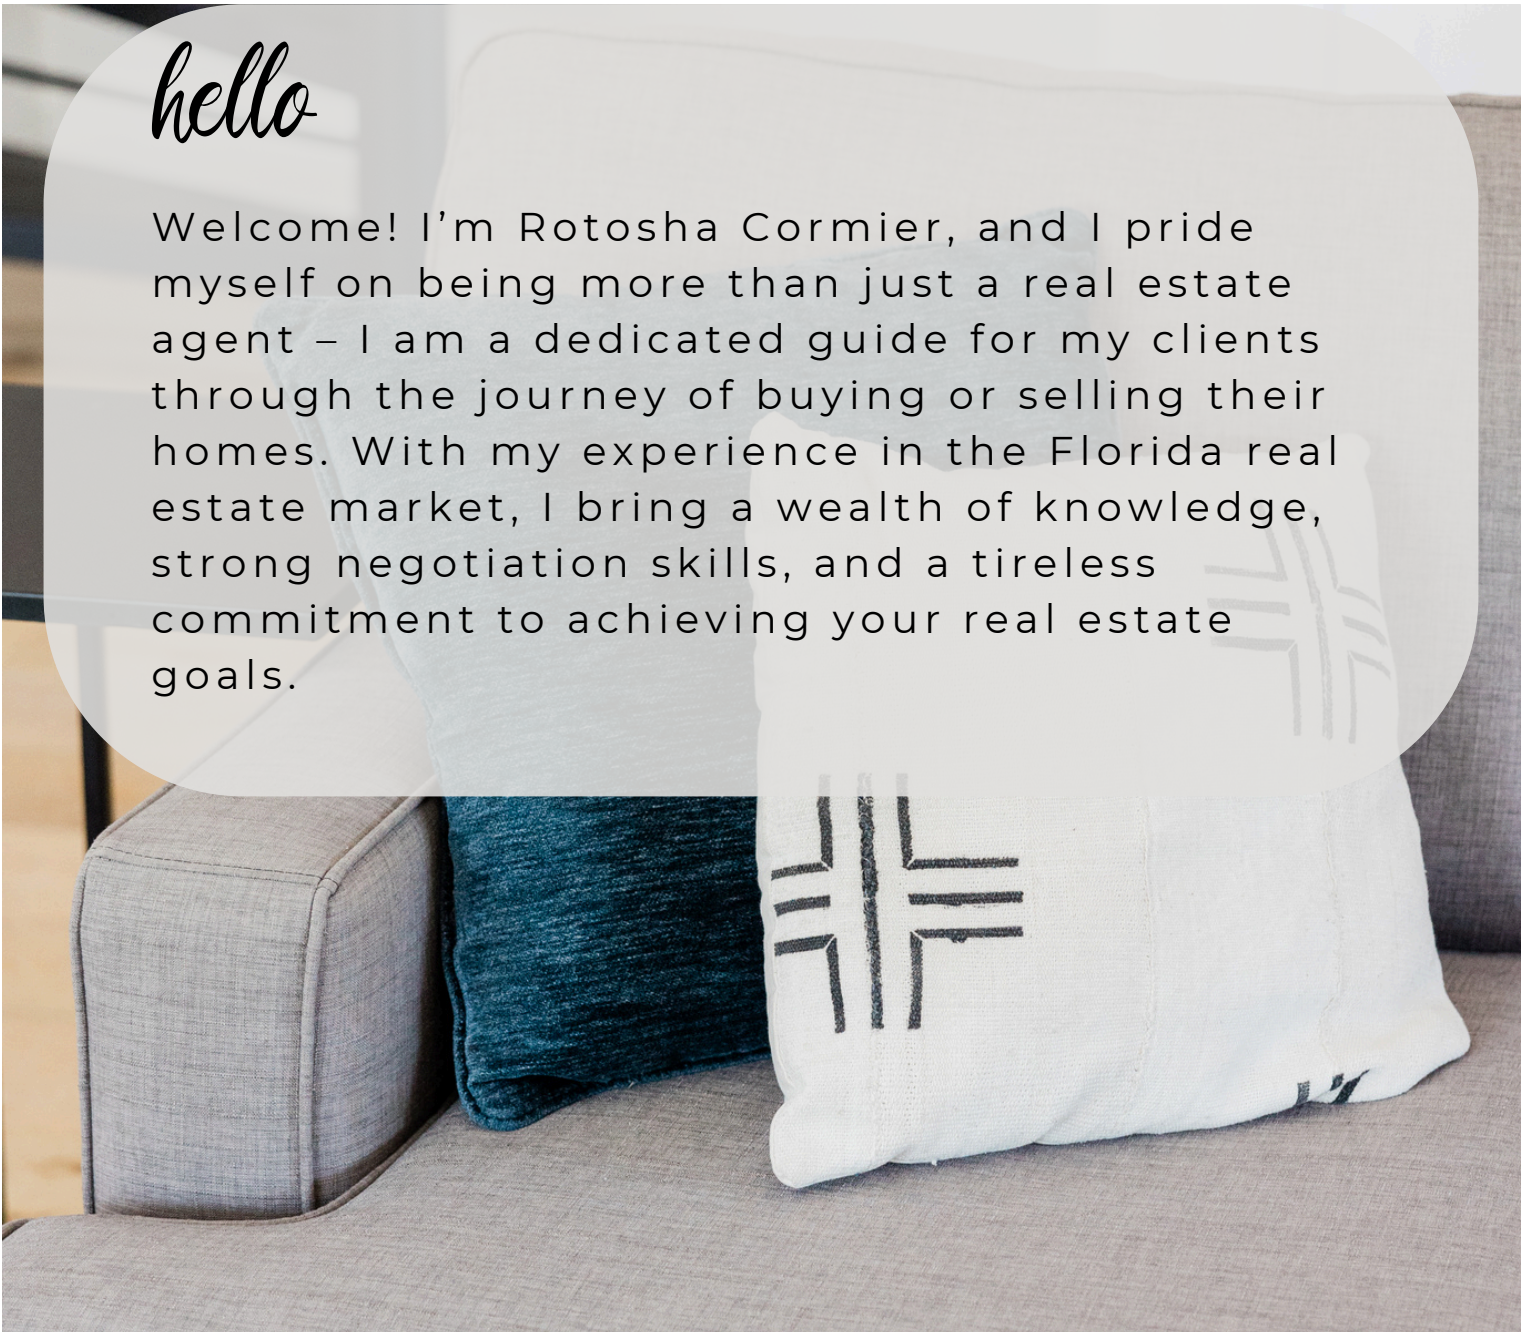 hello
Welcome! I’m Rotosha Cormier, and I pride
myself on being more than just a real estate
agent – I am a dedicated guide for my clients
through the journey of buying or selling their
homes. With my experience in the Florida real
estate market, I bring a wealth of knowledge,
strong negotiation skills, and a tireless
commitment to achieving your real estate
goals.